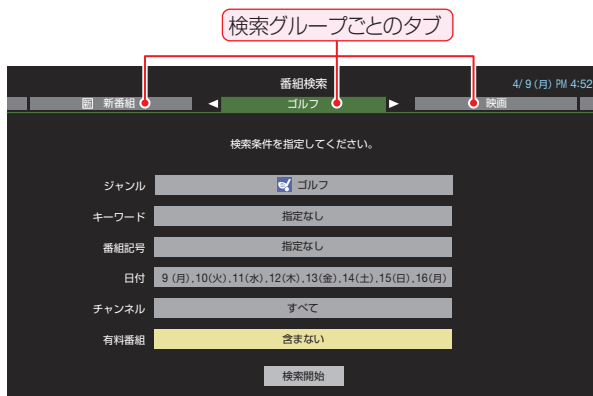 検索グループごとのタブ
番組検索 4/ 9 (月) PM 4:52
新 新番組 ◀ ゴルフ ▶ 映画
検索条件を指定してください。
ジャンル ゴルフ
キーワード 指定なし
番組記号 指定なし
日付 9 (月),10(火),11(水),12(木),13(金),14(土),15(日),16(月)
チャンネル すべて
有料番組 含まない
検索開始